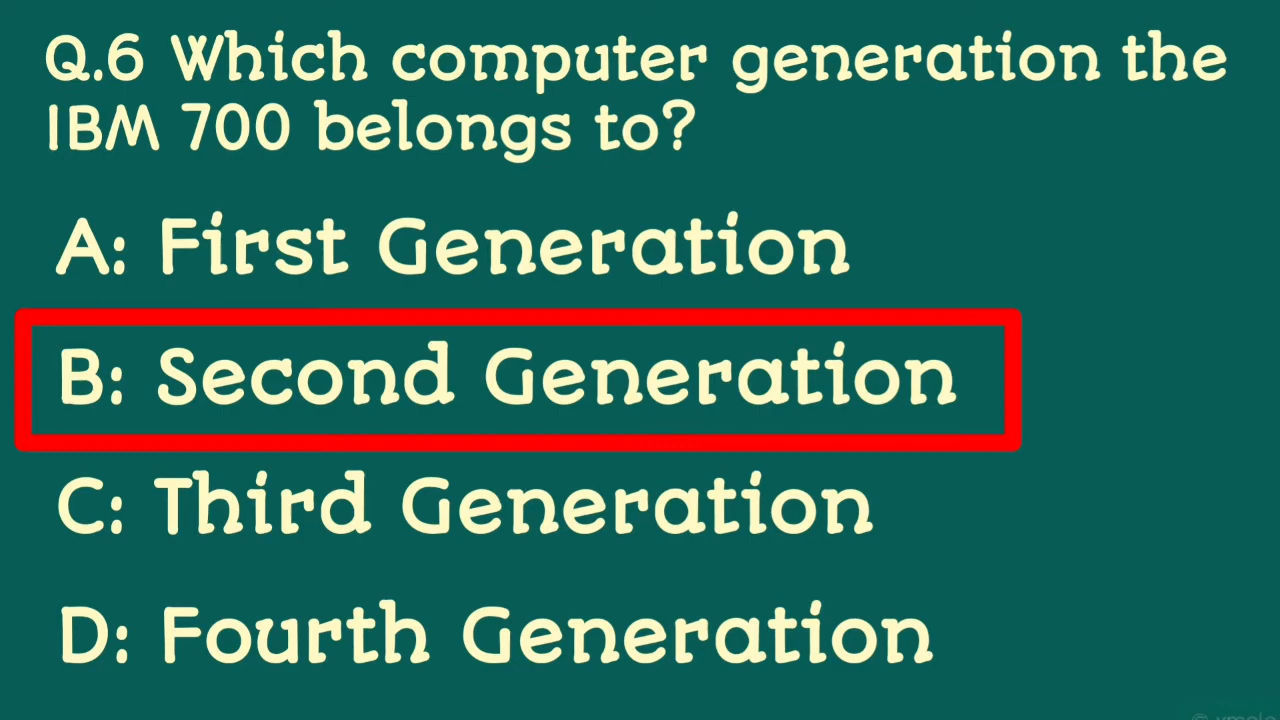 Q.6 Which computer generation the
IBM 700 belongs to?
A: First Generation
B: Second Generation
C: Third Generation
D: Fourth Generation